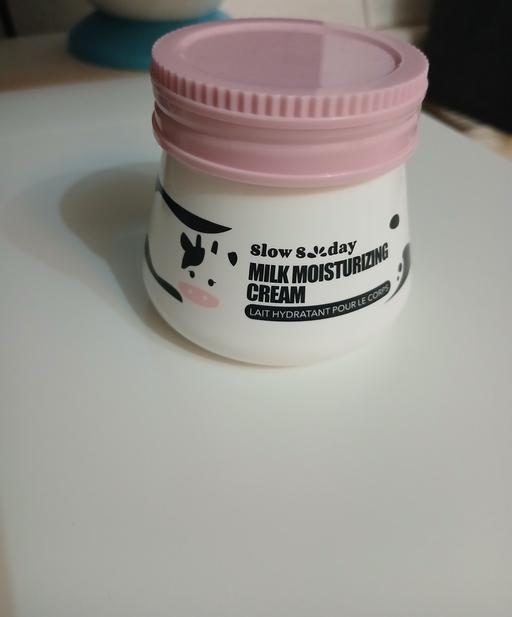 slow sunday
MILK MOISTURIZING
CREAM
LAIT HYDRATANT POUR LE CORPS